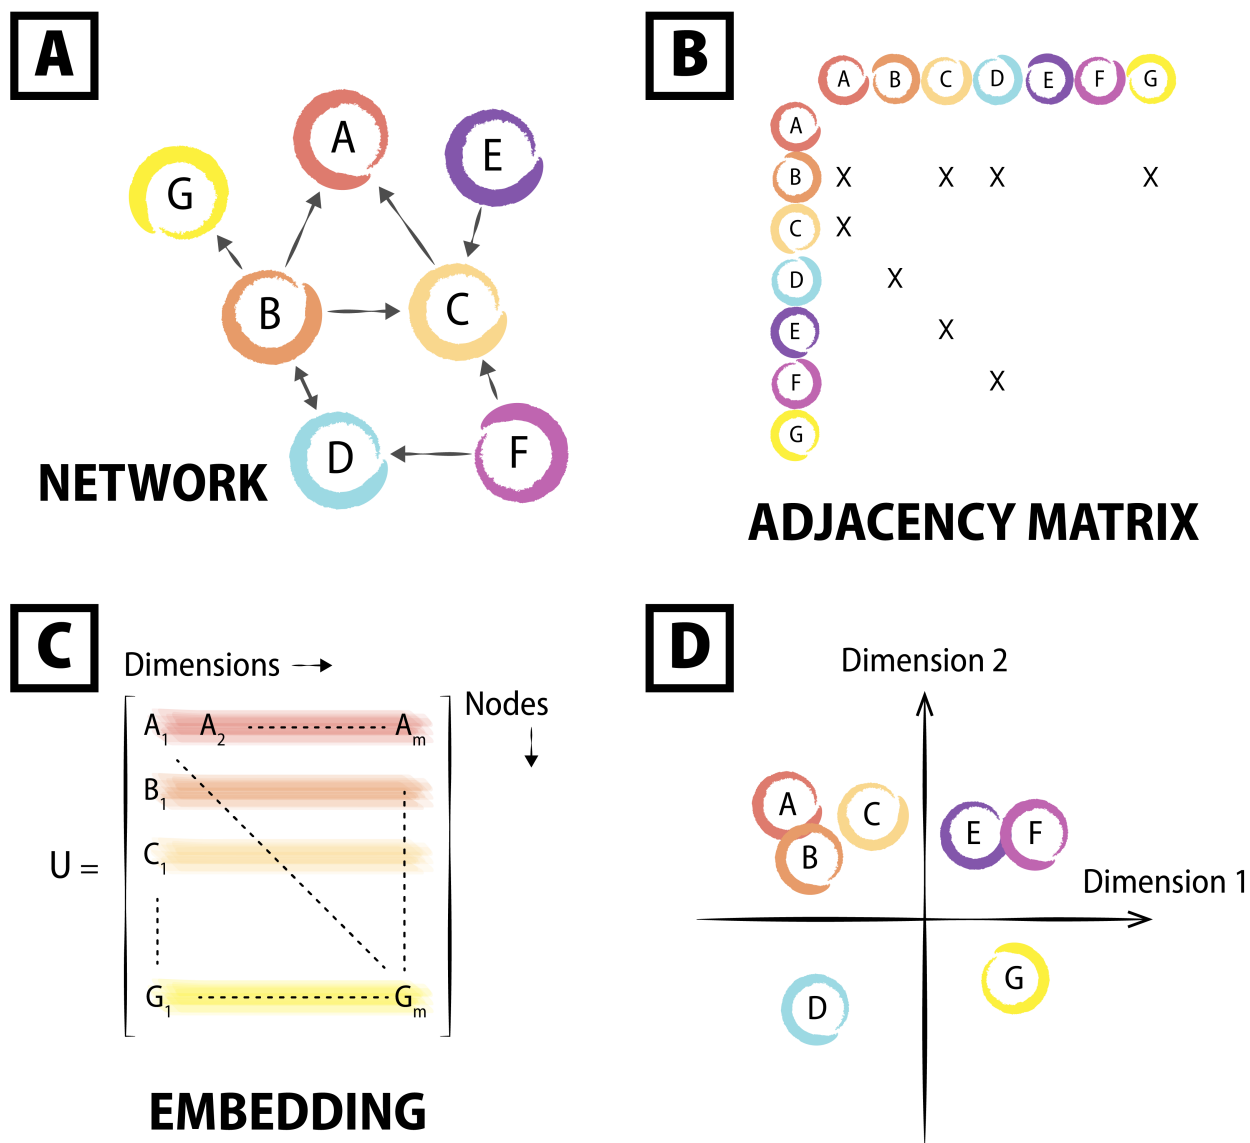 A
A
E
G
B
C
D
F
NETWORK
B
A B C D E F G
A
B X X X X
C X
D X
E X
F X
G
ADJACENCY MATRIX
C
Dimensions
Nodes
A1 A2 Am
B1
C1
U =
G1 Gm
EMBEDDING
D
Dimension 2
A
C
B
E
F
Dimension 1
G
D